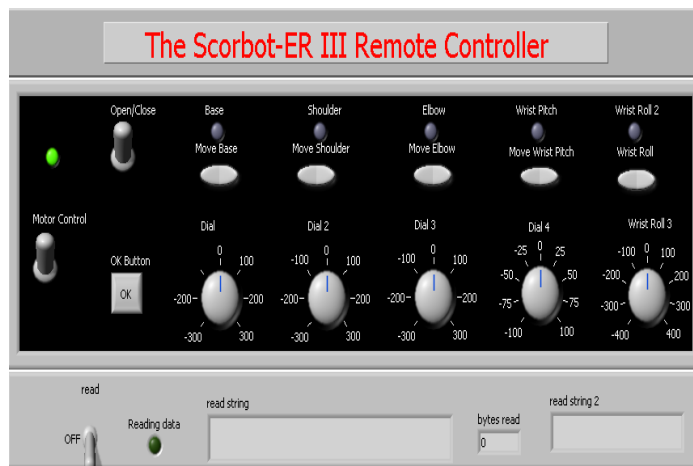 The Scorbot-ER III Remote Controller
Open/Close Base Shoulder Elbow Wrist Pitch Wrist Roll 2
Move Base Move Shoulder Move Elbow Move Wrist Pitch Wrist Roll
Motor Control
Dial Dial 2 Dial 3 Dial 4 Wrist Roll 3
OK Button
OK
0 100 -200 -200 -300 300
-100 0 100 -200 -200 -300 300
-100 0 100 -200 -200 -300 300
-25 0 25 -50 50 -75 -75 -100 100
-100 0 100 -200 200 -300 -300 -400 400
read
OFF
Reading data
read string
bytes read
0
read string 2